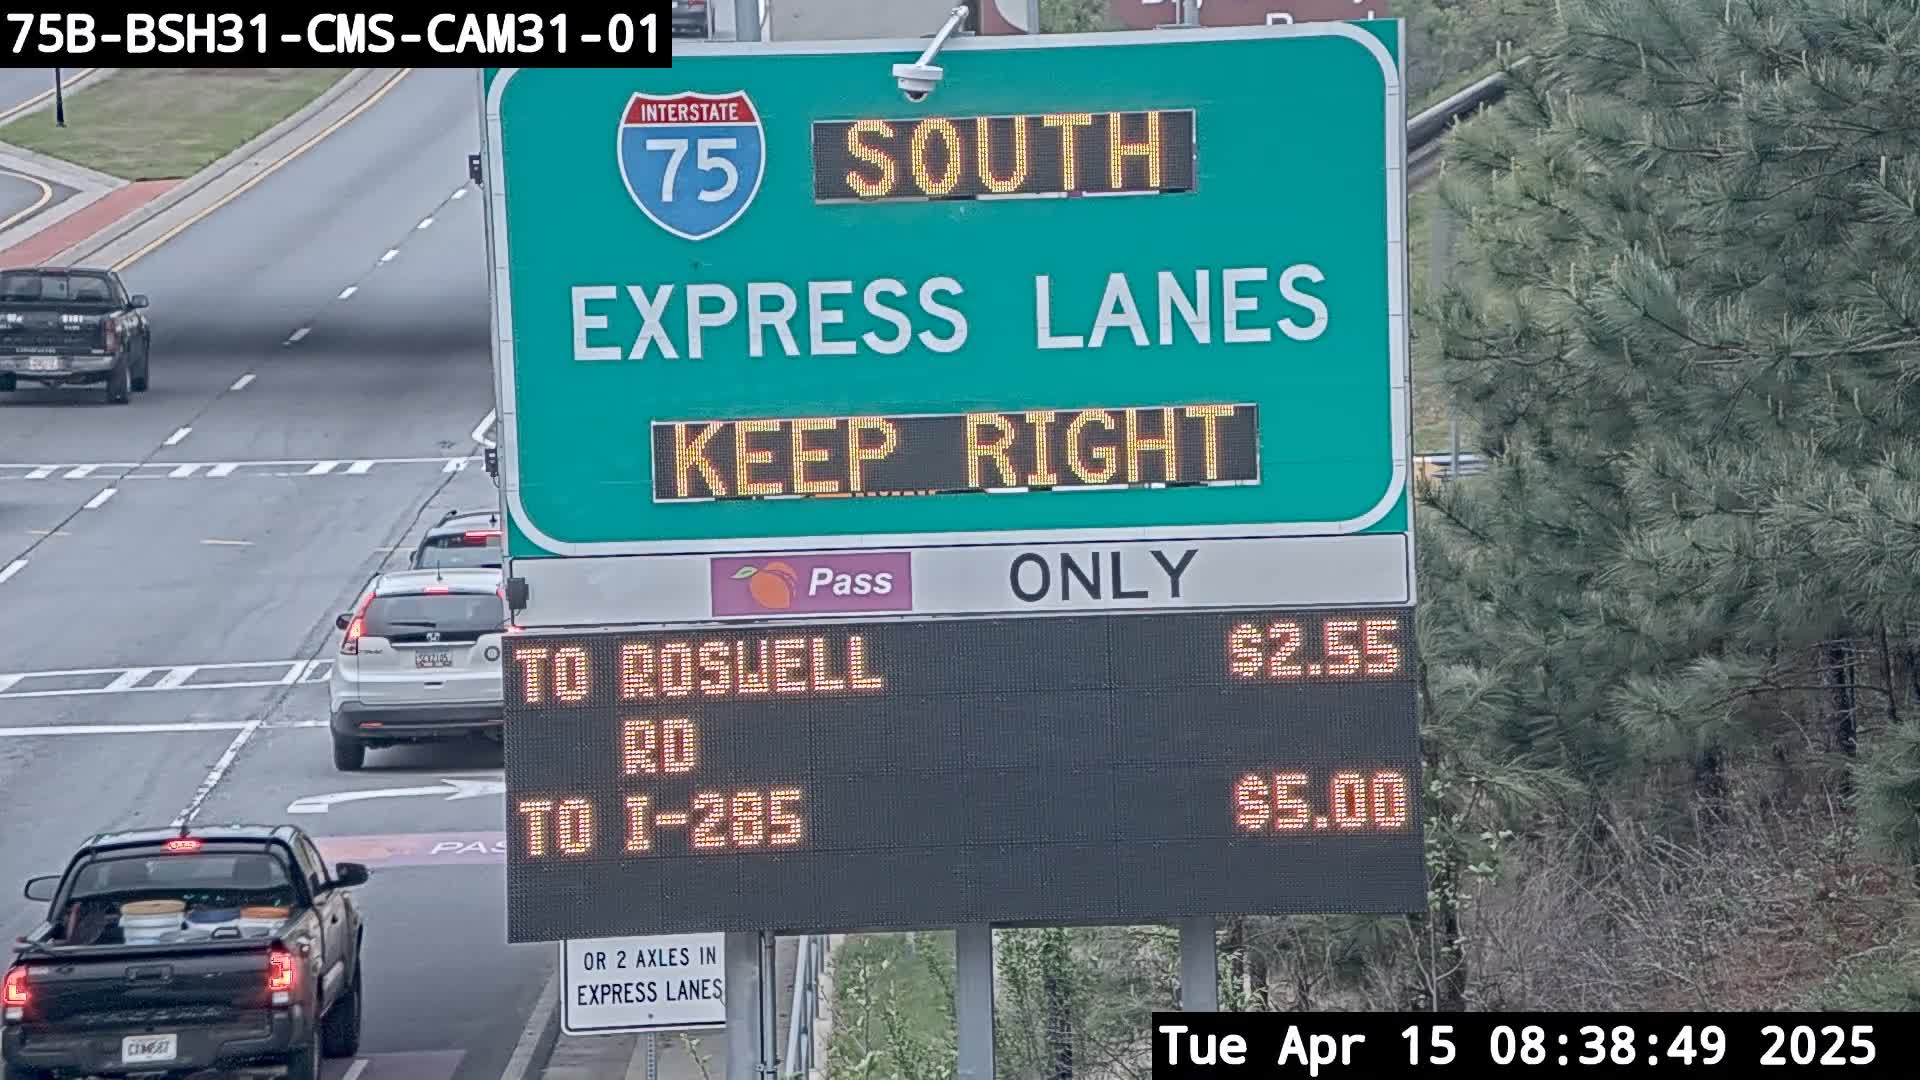 75B-BSH31-CMS-CAM31-01
INTERSTATE
75
SOUTH
EXPRESS LANES
KEEP RIGHT
Pass
ONLY
TO ROSWELL $2.55
RD
TO I-285 $5.00
PAS
OR 2 AXLES IN
EXPRESS LANES
Tue Apr 15 08:38:49 2025